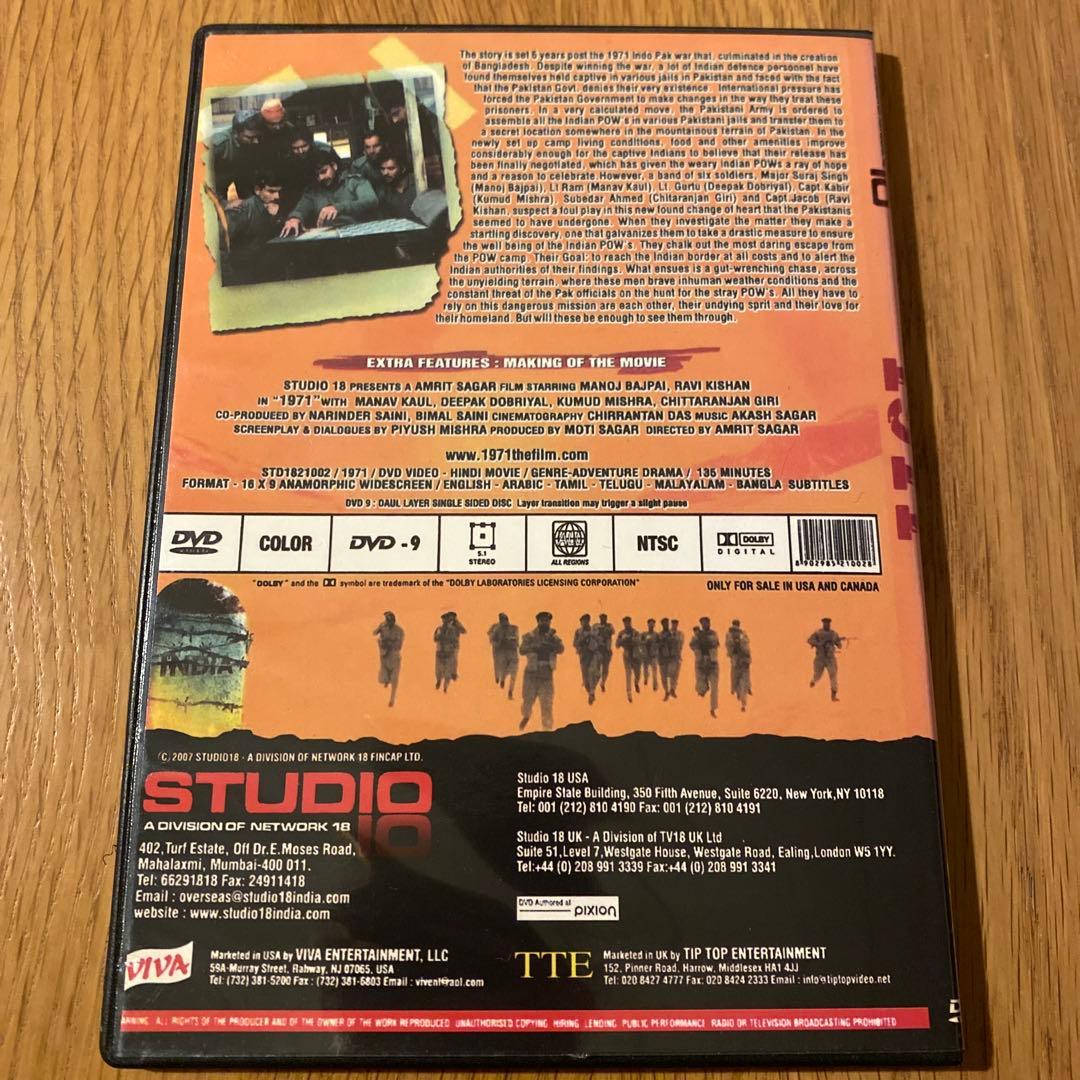 The story is set 6 years post the 1971 Indo Pak war that, culminated in the creation
of Bangladesh. Despite winning the war, a lot of Indian defence personnel have
found themselves held captive in various jails in Pakistan and faced with the fact
that the Pakistan Govt. denies their very existence. International pressure has
forced the Pakistan Government to make changes in the way they treat these
prisoners. In a very calculated move, the Pakistani Army is ordered to
assemble all the Indian POW's in various Pakistani jails and transfer them to
a secret location somewhere in the mountainous terrain of Pakistan. In the
newly set up camp living conditions, food and other amenities improve
considerably enough for the captive Indians to believe that their release has
been finally negotiated, which has given the weary Indian POWs a ray of hope
and a reason to celebrate. However, a band of six soldiers, Major Suraj Singh
(Manoj Bajpai), Lt Ram (Manav Kaul), Lt. Gurtu (Deepak Dobriyal), Capt. Kabir
(Kumud Mishra), Subedar Ahmed (Chitaranjan Giri) and Capt.Jacob (Ravi
Kishan, suspect a foul play in this new found change of heart that the Pakistanis
seemed to have undergone. When they investigate the matter they make a
startling discovery, one that galvanizes them to take a drastic measure to ensure
the well being of the Indian POW's. They chalk out the most daring escape from
the POW camp. Their Goal: to reach the Indian border at all costs and to alert the
Indian authorities of their findings. What ensues is a gut-wrenching chase, across
the unyielding terrain, where these men brave inhuman weather conditions and the
constant threat of the Pak officials on the hunt for the stray POW's. All they have to
rely on this dangerous mission are each other, their undying sprit and their love for
their homeland. But will these be enough to see them through.
EXTRA FEATURES : MAKING OF THE MOVIE
STUDIO 18 PRESENTS A AMRIT SAGAR FILM STARRING MANOJ BAJPAI, RAVI KISHAN
IN "1971" WITH MANAV KAUL, DEEPAK DOBRIYAL, KUMUD MISHRA, CHITTARANJAN GIRI
CO-PRODUCED BY NARINDER SAINI, BIMAL SAINI CINEMATOGRAPHY CHIRRANTAN DAS MUSIC AKASH SAGAR
SCREENPLAY & DIALOGUES BY PIYUSH MISHRA PRODUCED BY MOTI SAGAR DIRECTED BY AMRIT SAGAR
www.1971thefilm.com
STD1821002 / 1971 / DVD VIDEO - HINDI MOVIE / GENRE-ADVENTURE DRAMA / 135 MINUTES
FORMAT - 16 X 9 ANAMORPHIC WIDESCREEN / ENGLISH - ARABIC - TAMIL - TELUGU - MALAYALAM - BANGLA SUBTITLES
DVD 9 : DAUL LAYER SINGLE SIDED DISC Layer transition may trigger a slight pause
DVD
COLOR
DVD - 9
5.1
STEREO
ALL REGIONS
NTSC
DOLBY
DIGITAL
8902985210028
"DOLBY" and the symbol are trademark of the "DOLBY LABORATORIES LICENSING CORPORATION"
ONLY FOR SALE IN USA AND CANADA
INDIA
© 2007 STUDIO18 - A DIVISION OF NETWORK 18 FINCAP LTD.
STUDIO18
A DIVISION OF NETWORK 18
402,Turf Estate, Off Dr.E.Moses Road,
Mahalaxmi, Mumbai-400 011.
Tel: 66291818 Fax: 24911418
Email : overseas@studio18india.com
website : www.studio18india.com
Studio 18 USA
Empire State Building, 350 Fifth Avenue, Suite 6220, New York,NY 10118
Tel: 001 (212) 810 4190 Fax: 001 (212) 810 4191
Studio 18 UK - A Division of TV18 UK Ltd
Suite 51,Level 7,Westgate House, Westgate Road, Ealing,London W5 1YY.
Tel:+44 (0) 208 991 3339 Fax:+44 (0) 208 991 3341
DVD Authored at pixion
VIVA
Marketed in USA by VIVA ENTERTAINMENT, LLC
59A-Murray Street, Rahway, NJ 07065. USA
Tel: (732) 381-5200 Fax : (732) 381-6803 Email : vivent@aol.com
TTE
Marketed in UK by TIP TOP ENTERTAINMENT
152, Pinner Road, Harrow, Middlesex HA1 4JJ
Tel: 020 8427 4777 Fax: 020 8424 2333 Email : info@tiptopvideo.net
ALL RIGHTS OF THE PRODUCER AND OF THE OWNER OF THE WORK REPRODUCED UNAUTHORISED COPYING, HIRING, LENDING, PUBLIC PERFORMANCE RADIO OR TELEVISION BROADCASTING PROHIBITED